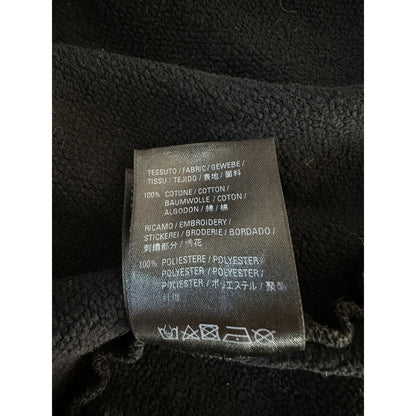 TESSUTO / FABRIC / GEWEBE /
TISSU / TEJIDO / 表地 / 面料
100% COTONE / COTTON /
BAUMWOLLE / COTON /
ALGODON / 綿 / 棉
RICAMO / EMBROIDERY /
STICKEREI / BRODERIE / BORDADO /
刺繍部分 / 绣花
100% POLIESTERE / POLYESTER /
POLYESTER / POLYESTER /
POLIESTER / ポリエステル / 聚酯
纤维